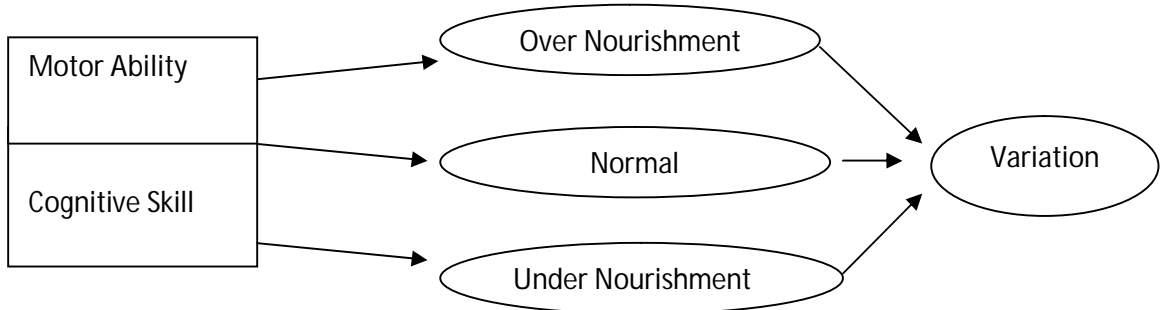 Motor Ability
Cognitive Skill
Over Nourishment
Normal
Under Nourishment
Variation